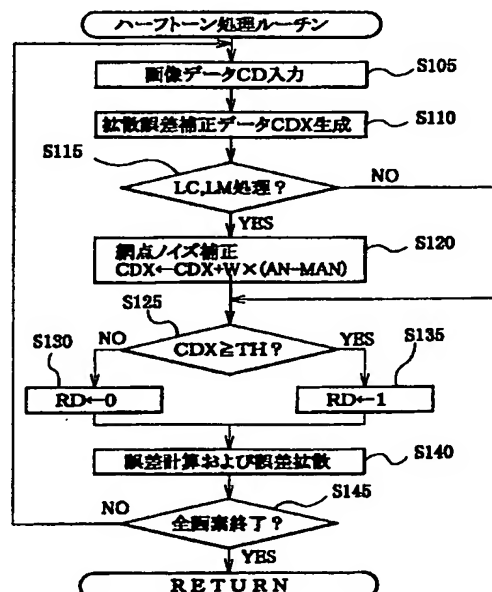 ハーフトーン処理ルーチン
画像データCD入力
S105
拡散誤差補正データCDX生成
S110
S115
LC,LM処理?
NO
YES
網点ノイズ補正
CDX←CDX+W×(AN-MAN)
S120
S125
CDX≧TH?
NO
YES
S130
RD←0
S135
RD←1
誤差計算および誤差拡散
S140
S145
全画素終了?
NO
YES
RETURN